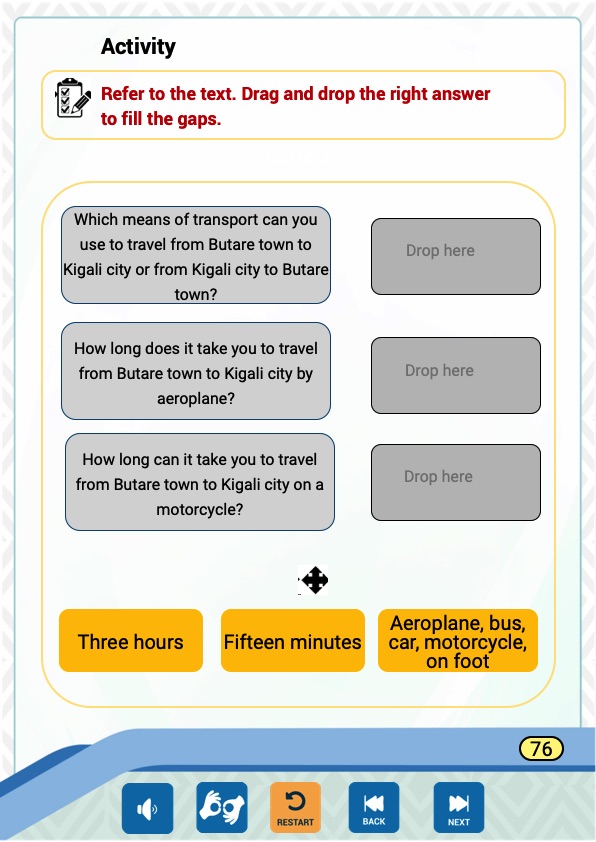 Activity
Refer to the text. Drag and drop the right answer
to fill the gaps.
Which means of transport can you
use to travel from Butare town to
Kigali city or from Kigali city to Butare
town?
Drop here
How long does it take you to travel
from Butare town to Kigali city by
aeroplane?
Drop here
How long can it take you to travel
from Butare town to Kigali city on a
motorcycle?
Drop here
Three hours
Fifteen minutes
Aeroplane, bus,
car, motorcycle,
on foot
76
RESTART
BACK
NEXT